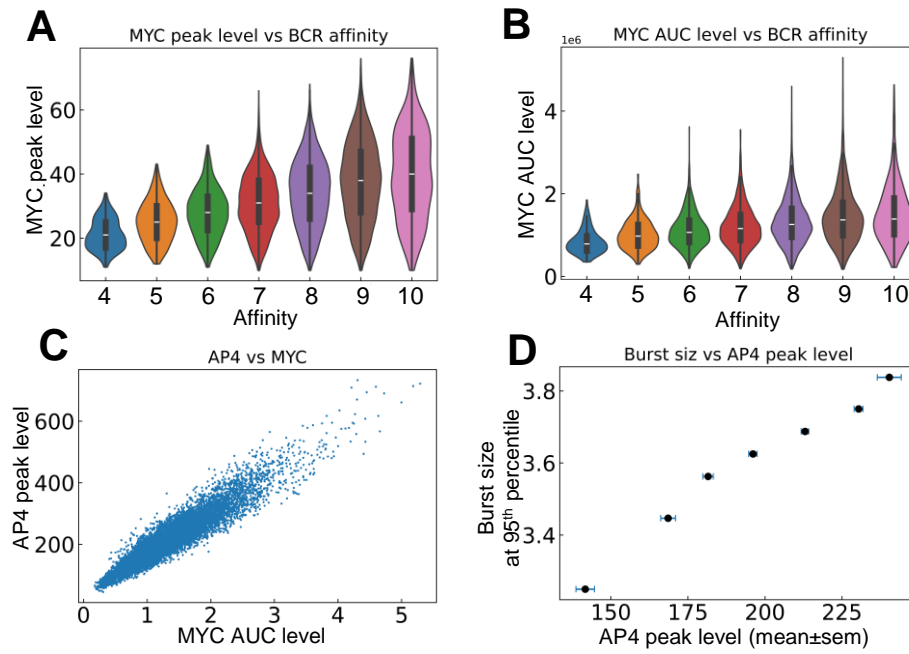 A
MYC peak level vs BCR affinity
MYC.peak level
60
40
20
4 5 6 7 8 9 10
Affinity
B
MYC AUC level vs BCR affinity
1e6
MYC AUC level
4
2
0
4 5 6 7 8 9 10
Affinity
C
AP4 vs MYC
AP4 peak level
600
400
200
0 1 2 3 4 5
MYC AUC level
D
Burst siz vs AP4 peak level
Burst size
at 95th percentile
3.8
3.6
3.4
150 175 200 225
AP4 peak level (mean±sem)